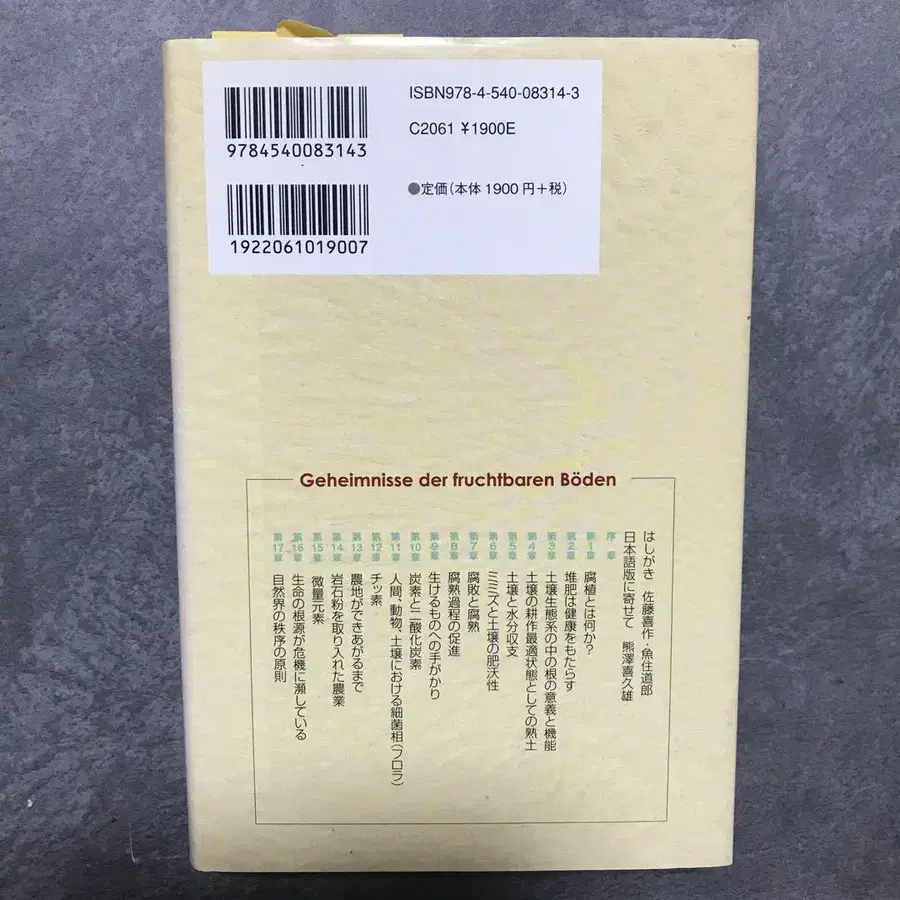 ISBN978-4-540-08314-3
C2061 ¥1900E
9784540083143
●定価(本体1900円+税)
1922061019007
Geheimnisse der fruchtbaren Böden
はしがき 佐藤喜作・魚住道郎
日本語版に寄せて 熊澤喜久雄
序章
第1章 腐植とは何か?
第2章 堆肥は健康をもたらす
第3章 土壌生態系の中の根の意義と機能
第4章 土壌の耕作最適状態としての熟土
第5章 土壌と水分収支
第6章 ミミズと土壌の肥沃性
第7章 腐敗と腐熟
第8章 腐熟過程の促進
第9章 生けるものへの手がかり
第10章 炭素と二酸化炭素
第11章 人間、動物、土壌における細菌相(フロラ)
第12章 チッ素
第13章 農地ができあがるまで
第14章 岩石粉を取り入れた農業
第15章 微量元素
第16章 生命の根源が危機に瀕している
第17章 自然界の秩序の原則